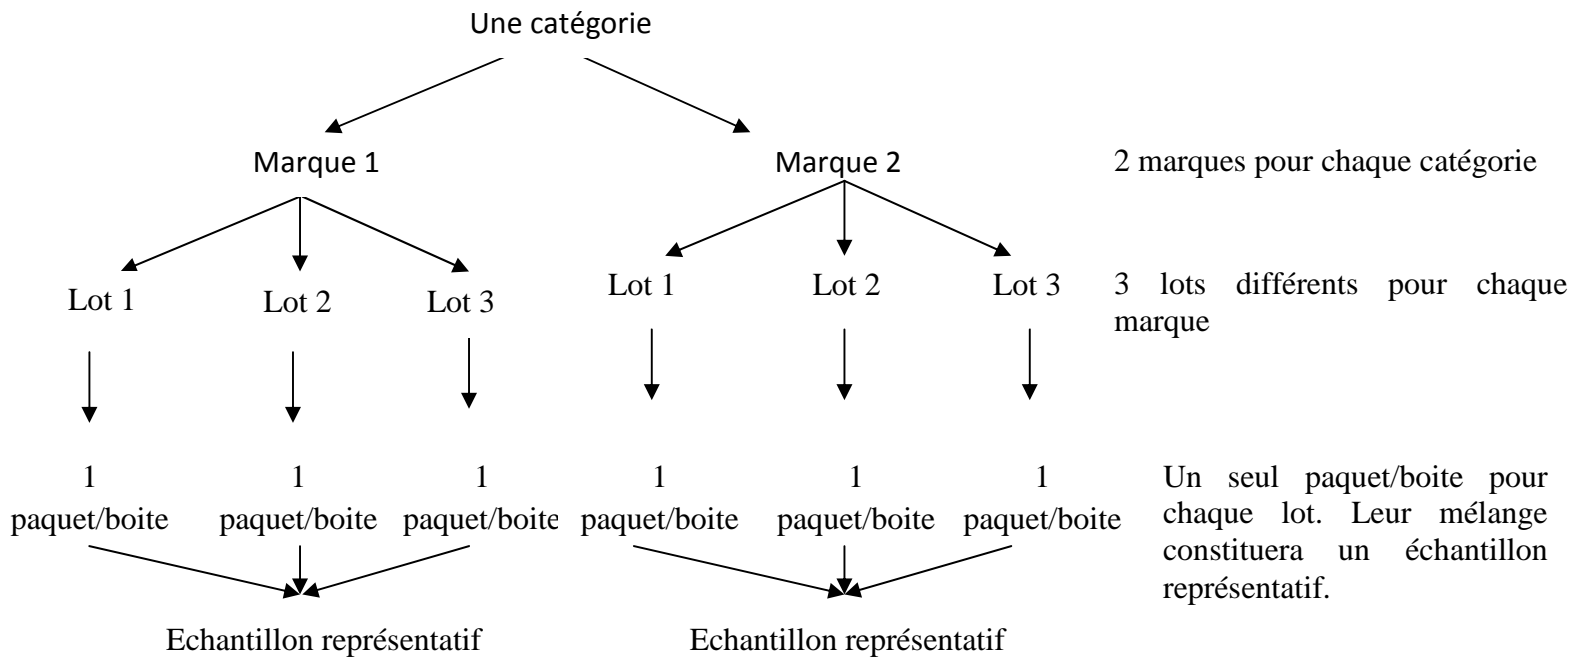 Une catégorie
Marque 1
Marque 2
2 marques pour chaque catégorie
Lot 1
Lot 2
Lot 3
Lot 1
Lot 2
Lot 3
3 lots différents pour chaque
marque
1
paquet/boite
1
paquet/boite
1
paquet/boite
1
paquet/boite
1
paquet/boite
1
paquet/boite
Un seul paquet/boite pour
chaque lot. Leur mélange
constituera un échantillon
représentatif.
Echantillon représentatif
Echantillon représentatif